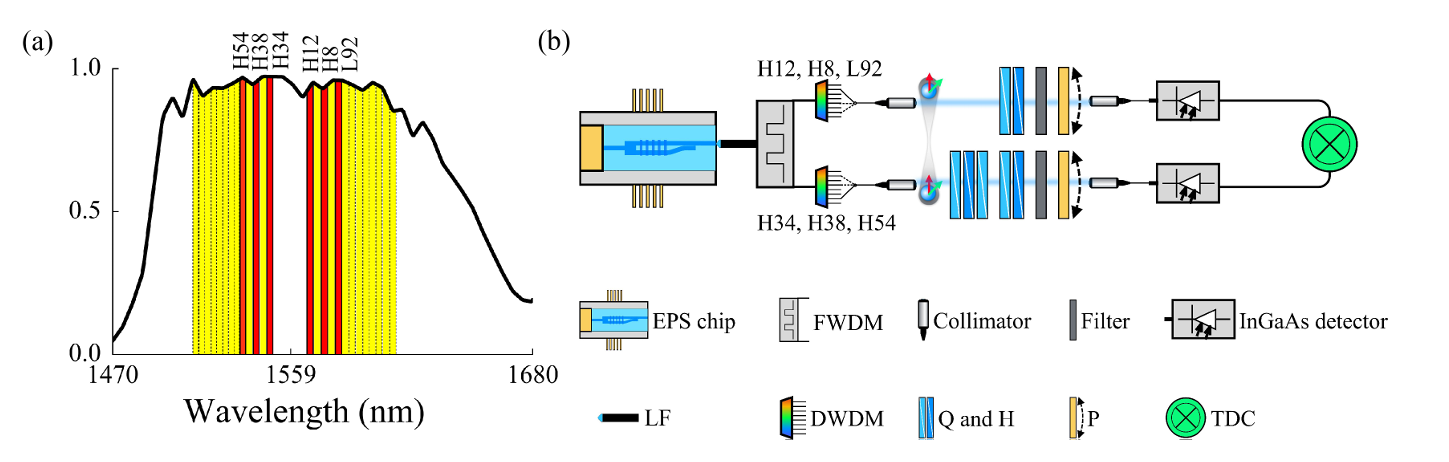 (a)
H54
H38
H34
H12
H8
L92
1.0
0.5
0.0
1470
1559
1680
Wavelength (nm)
(b)
H12, H8, L92
H34, H38, H54
EPS chip
FWDM
Collimator
Filter
InGaAs detector
LF
DWDM
Q and H
P
TDC